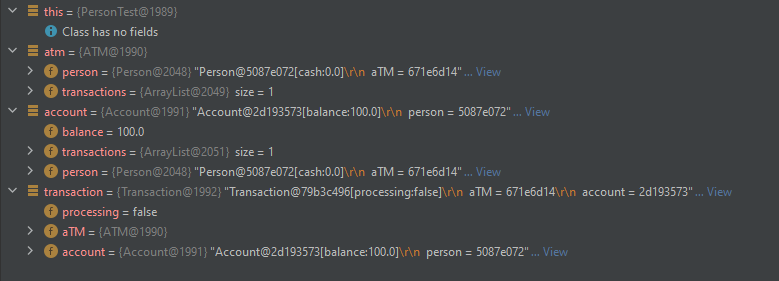 this = {PersonTest@1989}
Class has no fields
atm = {ATM@1990}
person = {Person@2048} "Person@5087e072[cash:0.0]\r\n  aTM = 671e6d14" ... View
transactions = {ArrayList@2049} size = 1
account = {Account@1991} "Account@2d193573[balance:100.0]\r\n  person = 5087e072" ... View
balance = 100.0
transactions = {ArrayList@2051} size = 1
person = {Person@2048} "Person@5087e072[cash:0.0]\r\n  aTM = 671e6d14" ... View
transaction = {Transaction@1992} "Transaction@79b3c496[processing:false]\r\n  aTM = 671e6d14\r\n  account = 2d193573" ... View
processing = false
aTM = {ATM@1990}
account = {Account@1991} "Account@2d193573[balance:100.0]\r\n  person = 5087e072" ... View